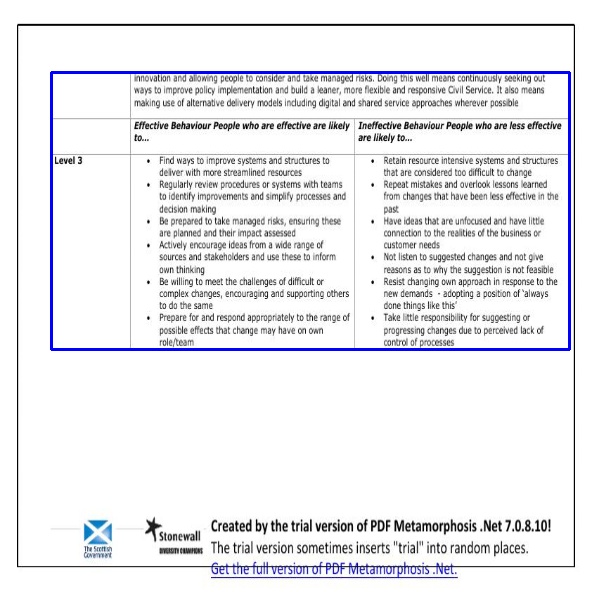 innovation and allowing people to consider and take managed risks. Doing this well means continuously seeking out
ways to improve policy implementation and build a leaner, more flexible and responsive Civil Service. It also means
making use of alternative delivery models including digital and shared service approaches wherever possible
Effective Behaviour People who are effective are likely
to...
Ineffective Behaviour People who are less effective
are likely to...
Level 3
• Find ways to improve systems and structures to
deliver with more streamlined resources
• Regularly review procedures or systems with teams
to identify improvements and simplify processes and
decision making
• Be prepared to take managed risks, ensuring these
are planned and their impact assessed
• Actively encourage ideas from a wide range of
sources and stakeholders and use these to inform
own thinking
• Be willing to meet the challenges of difficult or
complex changes, encouraging and supporting others
to do the same
• Prepare for and respond appropriately to the range of
possible effects that change may have on own
role/team
• Retain resource intensive systems and structures
that are considered too difficult to change
• Repeat mistakes and overlook lessons learned
from changes that have been less effective in the
past
• Have ideas that are unfocused and have little
connection to the realities of the business or
customer needs
• Not listen to suggested changes and not give
reasons as to why the suggestion is not feasible
• Resist changing own approach in response to the
new demands - adopting a position of ‘always
done things like this’
• Take little responsibility for suggesting or
progressing changes due to perceived lack of
control of processes
The Scottish
Government
Stonewall
DIVERSITY CHAMPIONS
Created by the trial version of PDF Metamorphosis .Net 7.0.8.10!
The trial version sometimes inserts "trial" into random places.
Get the full version of PDF Metamorphosis .Net.